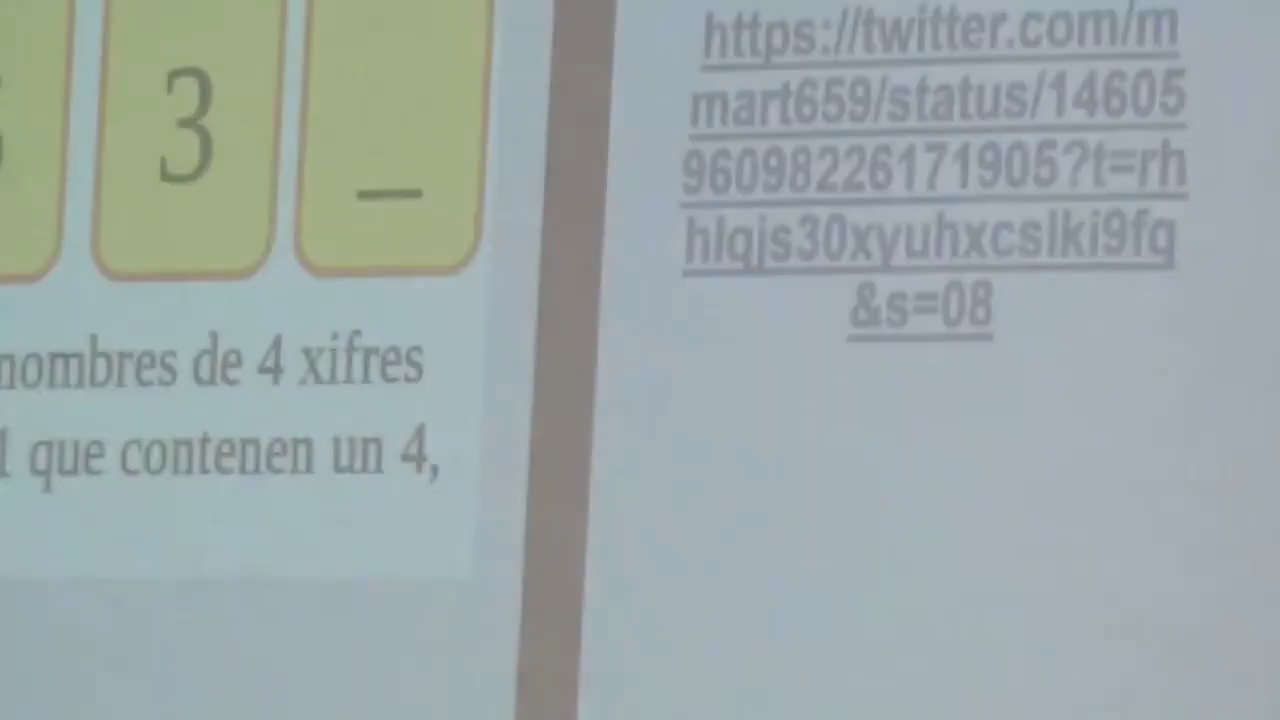 3 _
nombres de 4 xifres
1 que contenen un 4,
https://twitter.com/m
mart659/status/14605
96098226171905?t=rh
hlqjs30xyuhxcslki9fq
&s=08